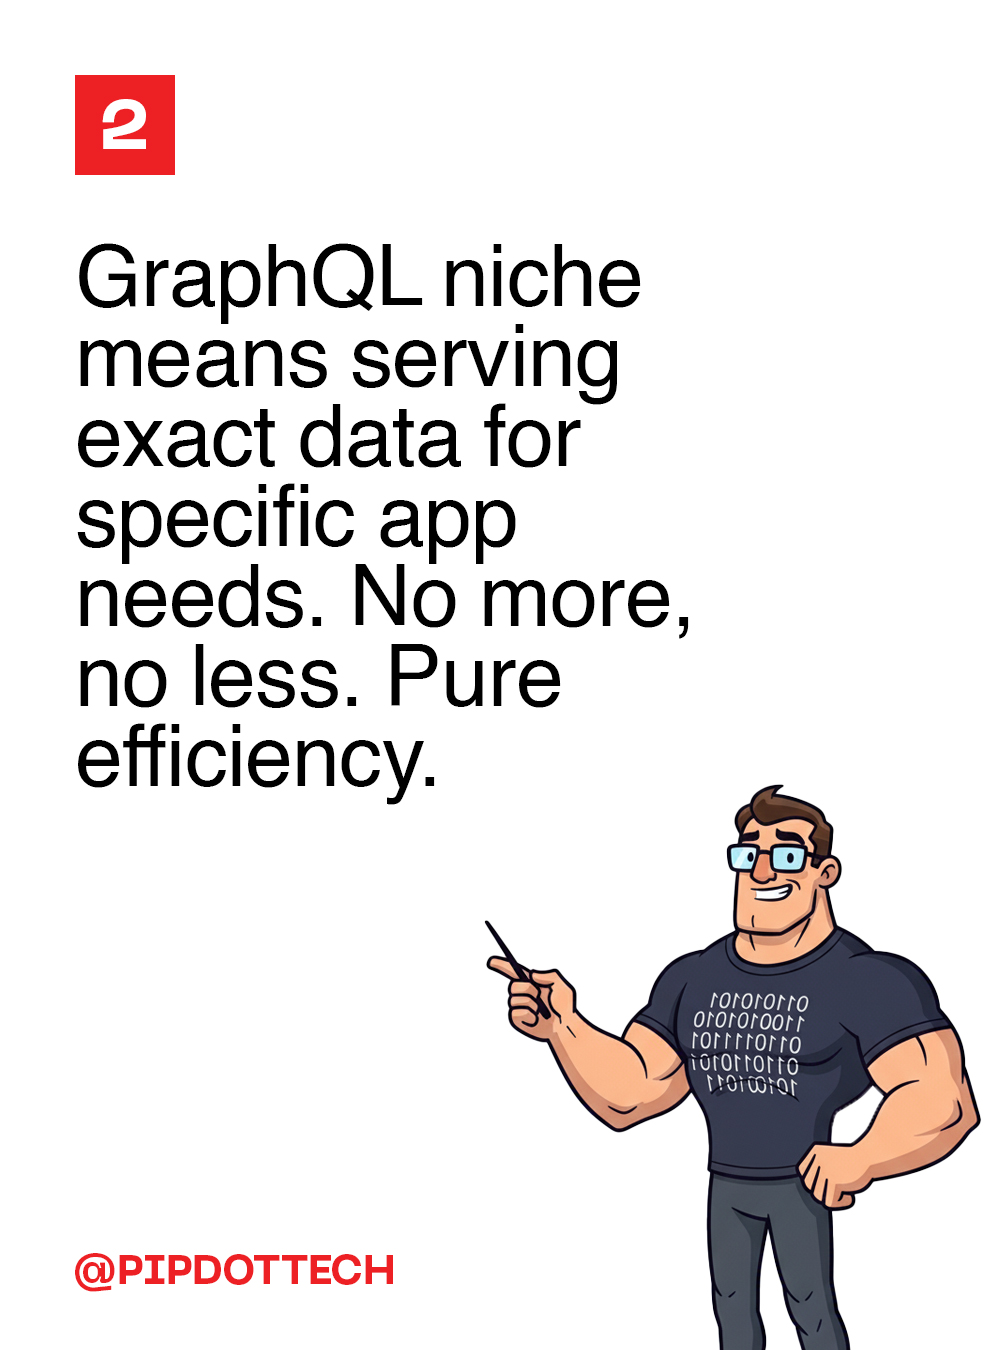 2
GraphQL niche
means serving
exact data for
specific app
needs. No more,
no less. Pure
efficiency.
@PIPDOTTECH